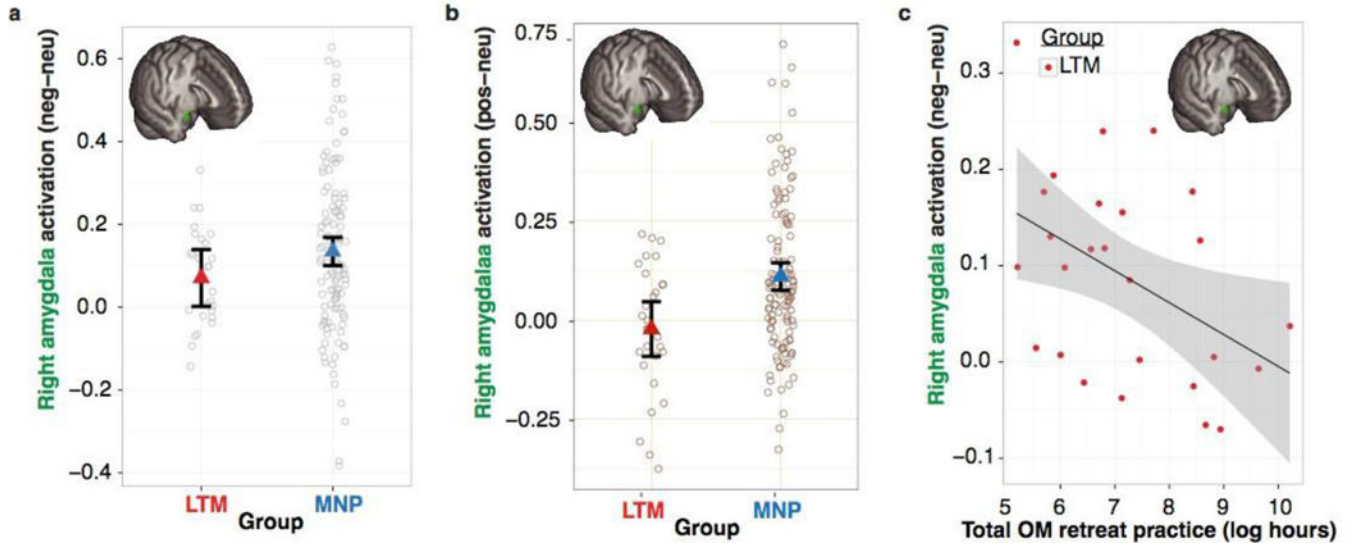 a
Right amygdala activation (neg−neu)
0.6
0.4
0.2
0.0
−0.2
−0.4
LTM
MNP
Group
b
Right amygdalaa activation (pos−neu)
0.75
0.50
0.25
0.00
−0.25
LTM
MNP
Group
c
Right amygdala activation (neg−neu)
Group
LTM
0.3
0.2
0.1
0.0
−0.1
5 6 7 8 9 10
Total OM retreat practice (log hours)